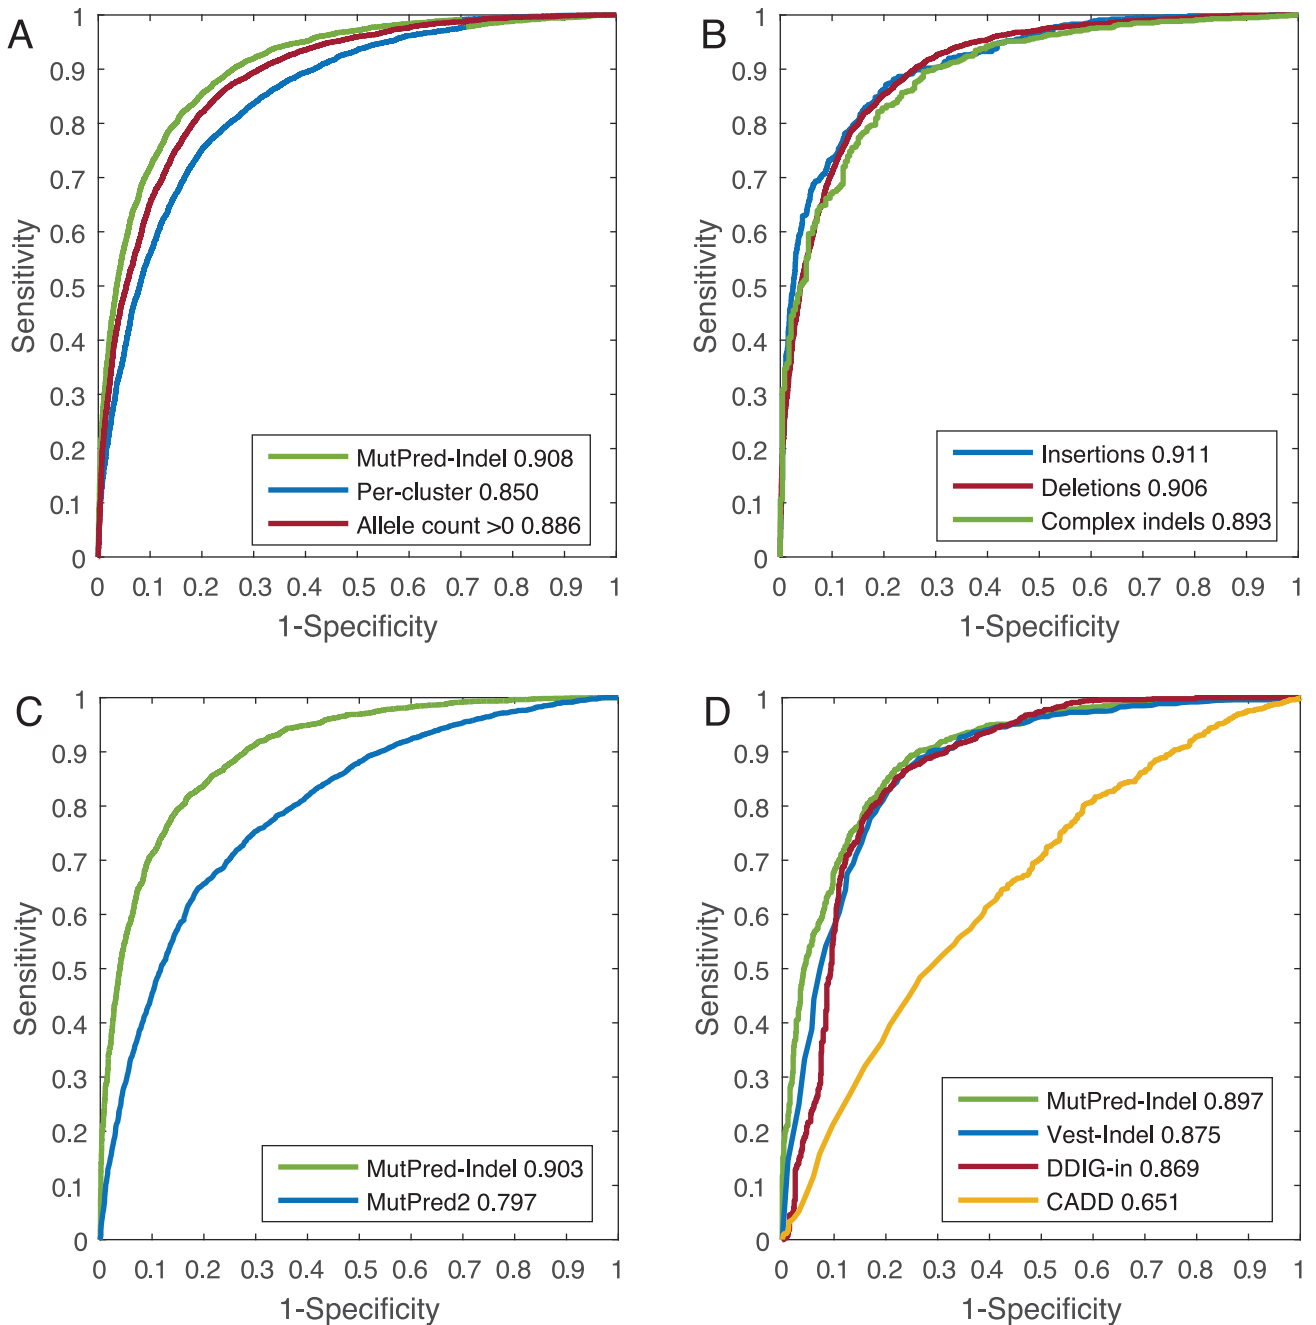 A
1
0.9
0.8
0.7
0.6
0.5
0.4
0.3
0.2
0.1
0
Sensitivity
MutPred-Indel 0.908
Per-cluster 0.850
Allele count >0 0.886
0 0.1 0.2 0.3 0.4 0.5 0.6 0.7 0.8 0.9 1
1-Specificity
B
1
0.9
0.8
0.7
0.6
0.5
0.4
0.3
0.2
0.1
0
Sensitivity
Insertions 0.911
Deletions 0.906
Complex indels 0.893
0 0.1 0.2 0.3 0.4 0.5 0.6 0.7 0.8 0.9 1
1-Specificity
C
1
0.9
0.8
0.7
0.6
0.5
0.4
0.3
0.2
0.1
0
Sensitivity
MutPred-Indel 0.903
MutPred2 0.797
0 0.1 0.2 0.3 0.4 0.5 0.6 0.7 0.8 0.9 1
1-Specificity
D
1
0.9
0.8
0.7
0.6
0.5
0.4
0.3
0.2
0.1
0
Sensitivity
MutPred-Indel 0.897
Vest-Indel 0.875
DDIG-in 0.869
CADD 0.651
0 0.1 0.2 0.3 0.4 0.5 0.6 0.7 0.8 0.9 1
1-Specificity